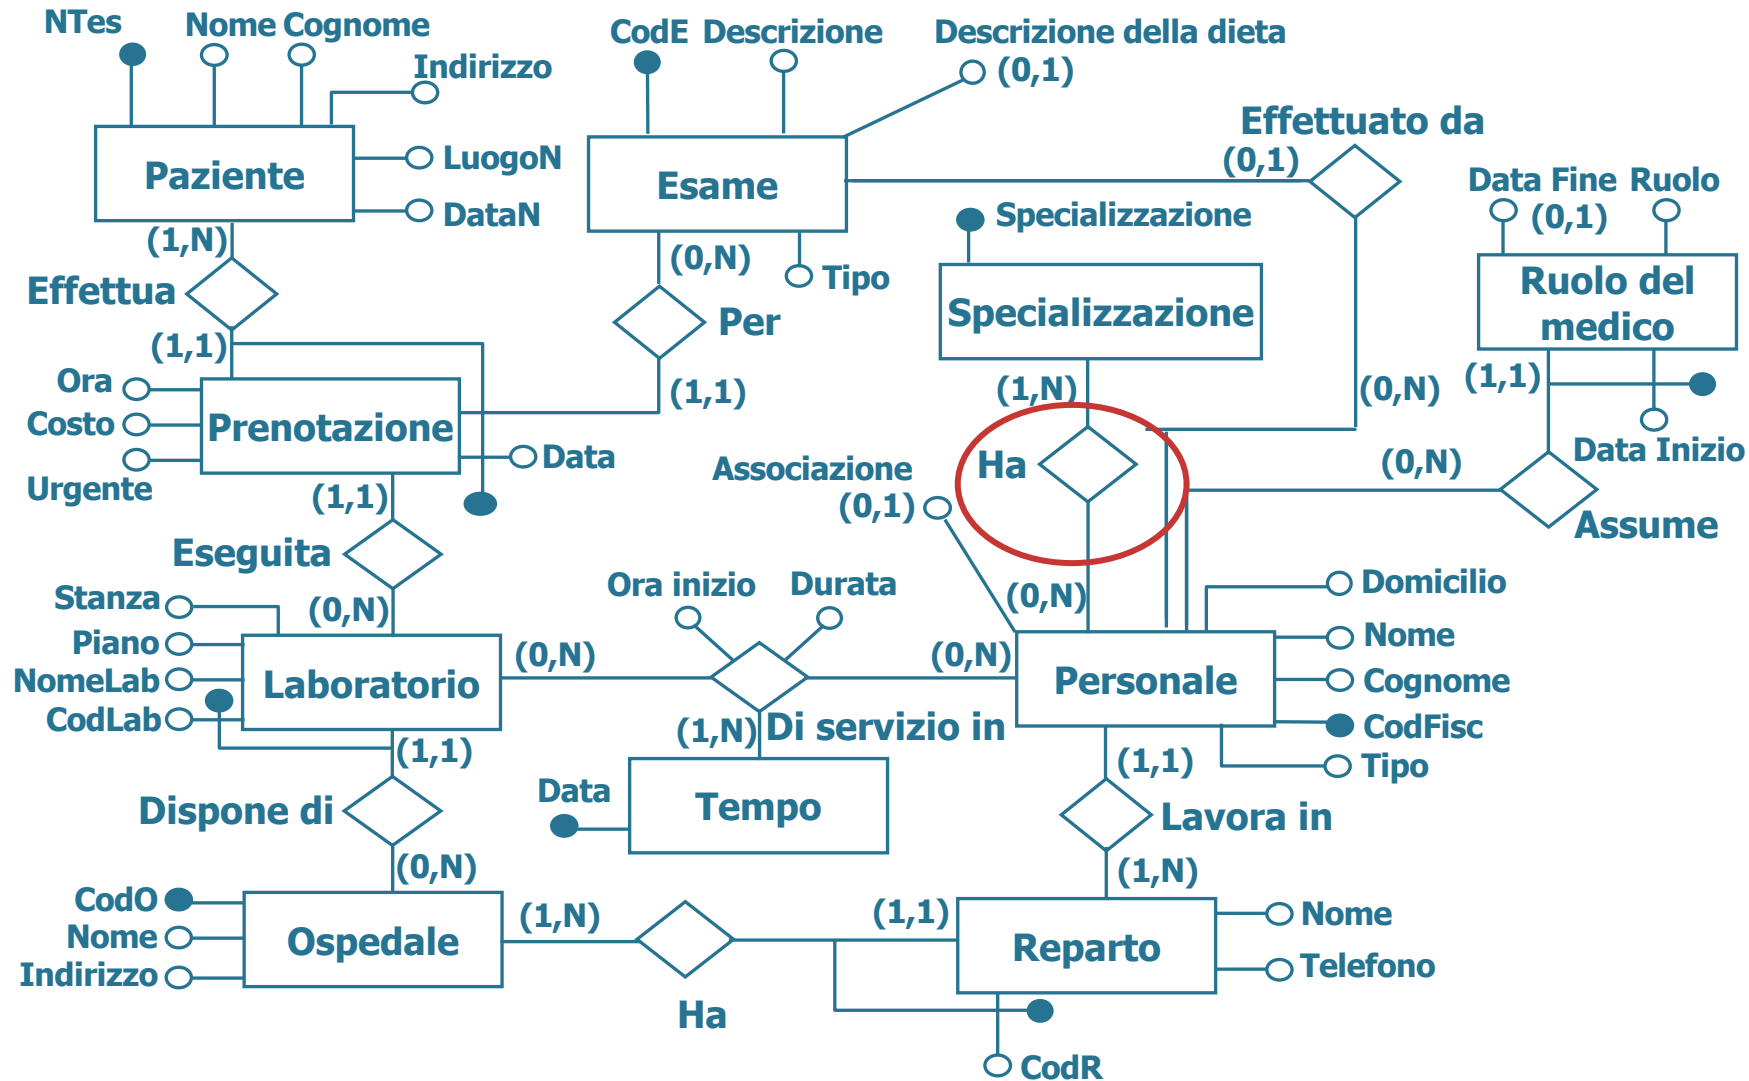 NTes
Nome Cognome
Indirizzo
Paziente
LuogoN
DataN
(1,N)
Effettua
(1,1)
Ora
Costo
Urgente
Prenotazione
Data
(1,1)
Eseguita
(0,N)
Stanza
Piano
NomeLab
CodLab
Laboratorio
(1,1)
Dispone di
(0,N)
CodO
Nome
Indirizzo
Ospedale
(1,N)
Ha
(1,1)
Reparto
Nome
Telefono
CodR
CodE Descrizione
Descrizione della dieta
(0,1)
Esame
(0,N)
Tipo
Per
(1,1)
Effettuato da
(0,1)
(0,N)
Specializzazione
Specializzazione
(1,N)
Ha
(0,N)
Associazione
(0,1)
Data Fine Ruolo
(0,1)
Ruolo del
medico
(1,1)
Data Inizio
(0,N)
Assume
Ora inizio
Durata
(0,N)
(0,N)
(1,N)
Di servizio in
Data
Tempo
Personale
Domicilio
Nome
Cognome
CodFisc
Tipo
(1,1)
Lavora in
(1,N)